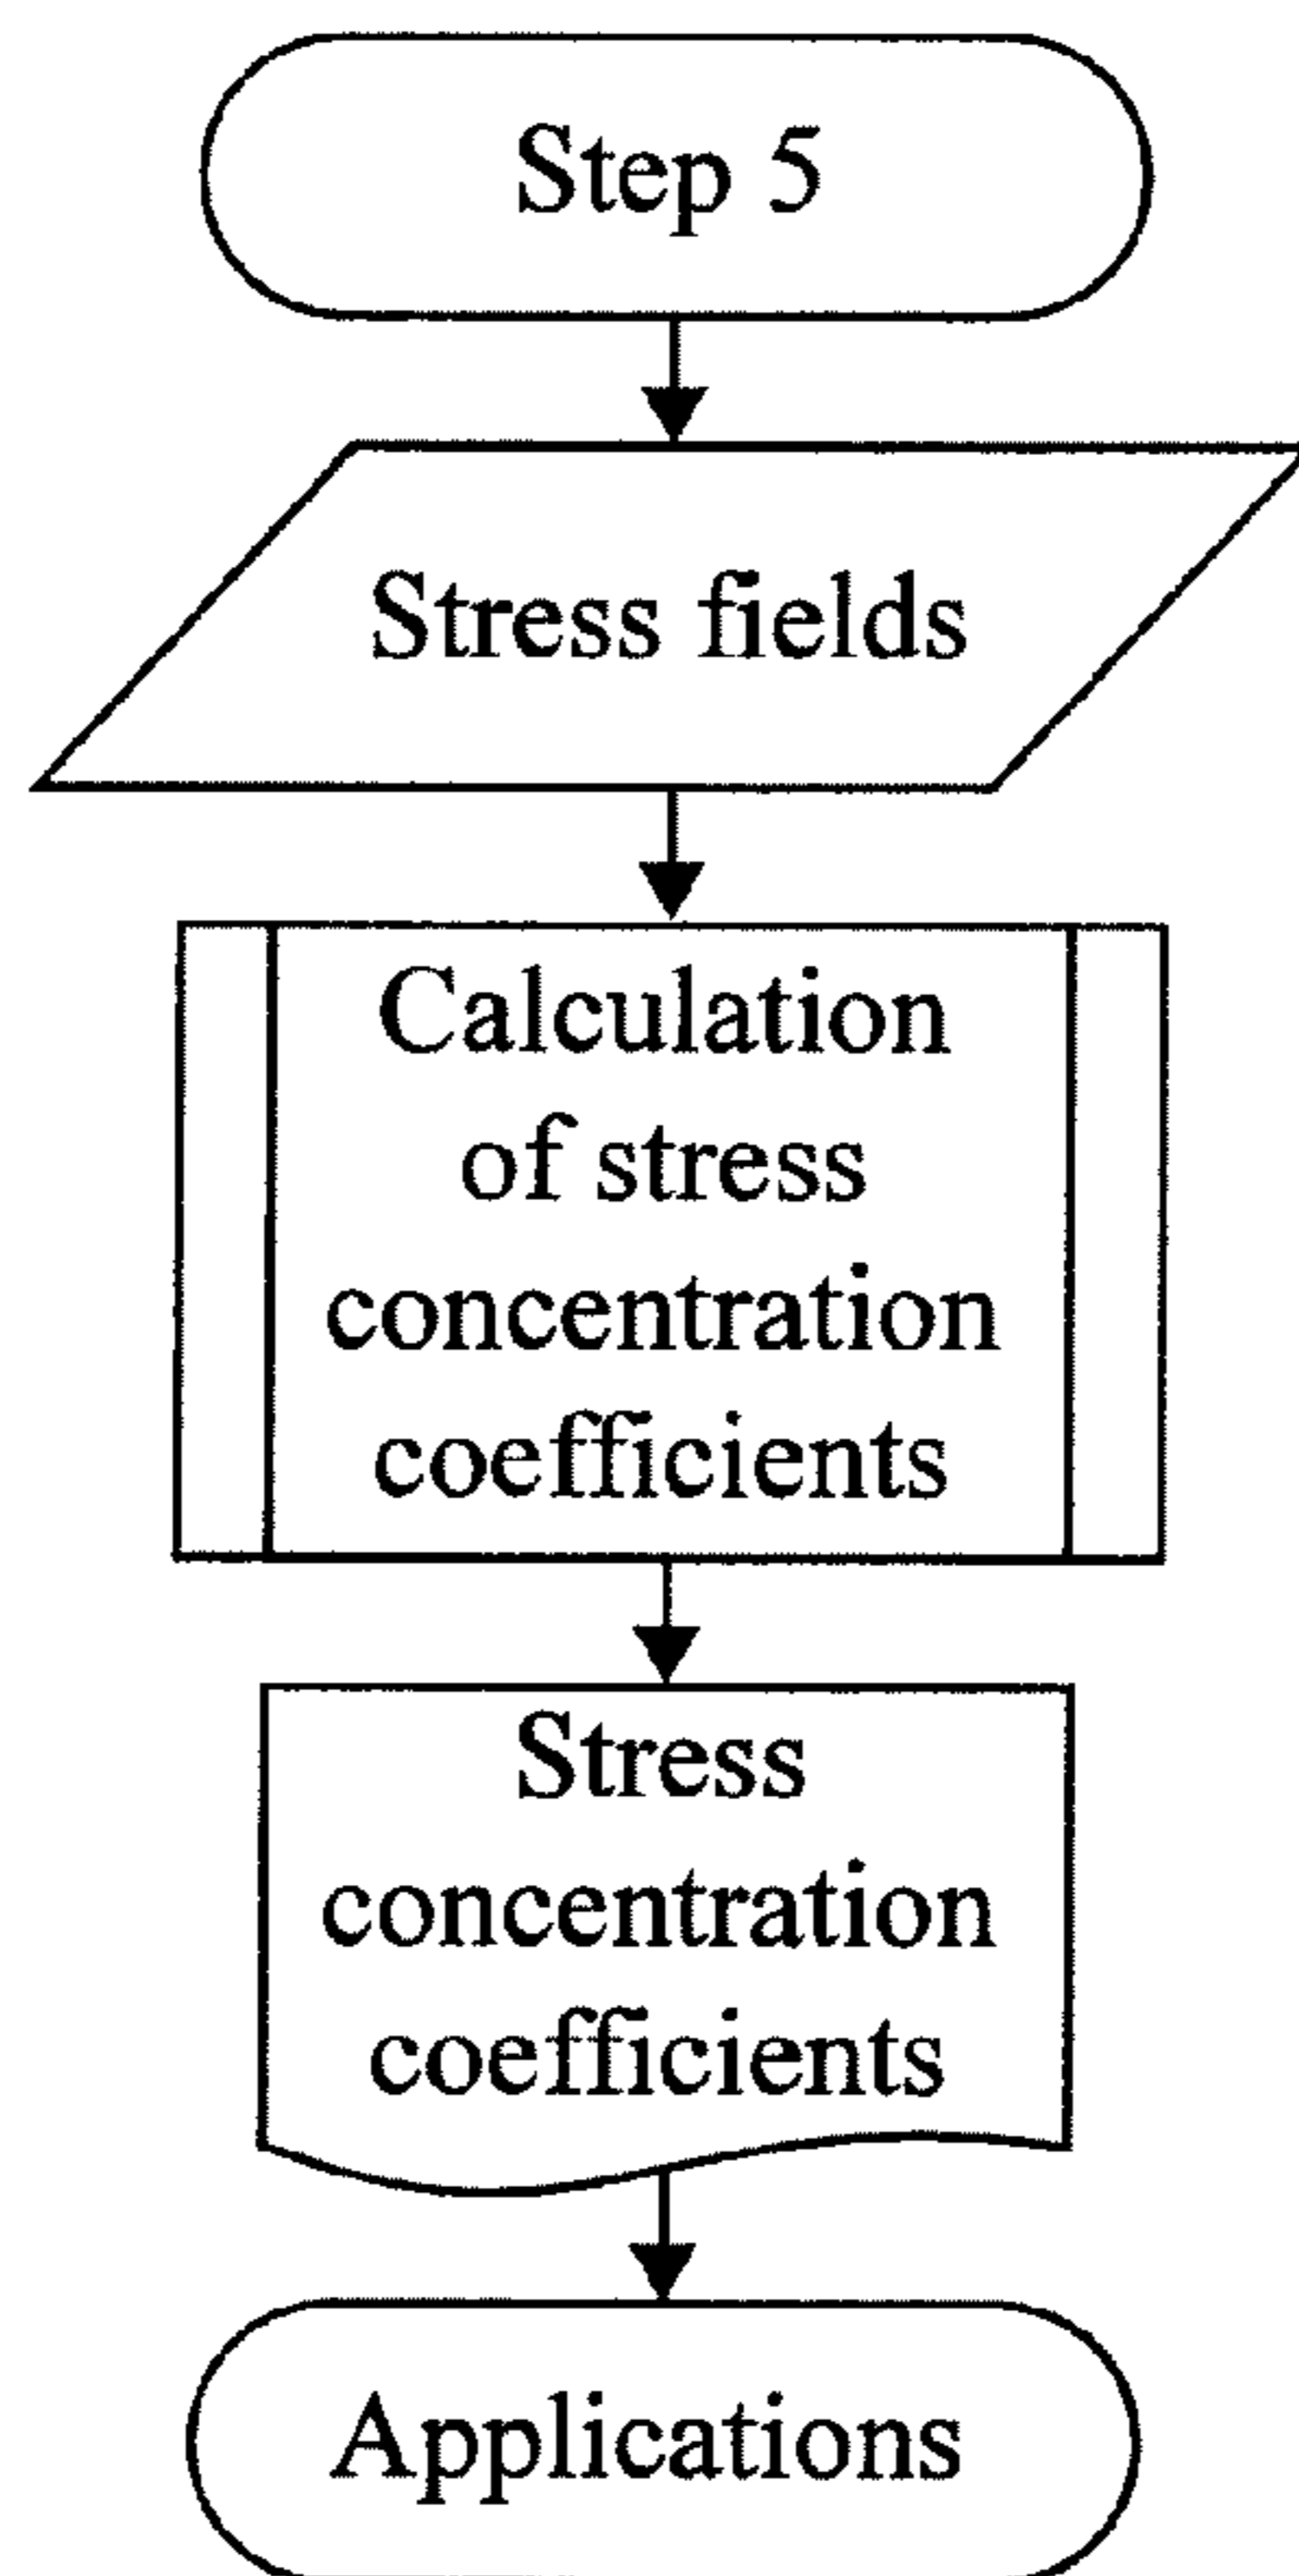 Step 5
Stress fields
Calculation
of stress
concentration
coefficients
Stress
concentration
coefficients
Applications